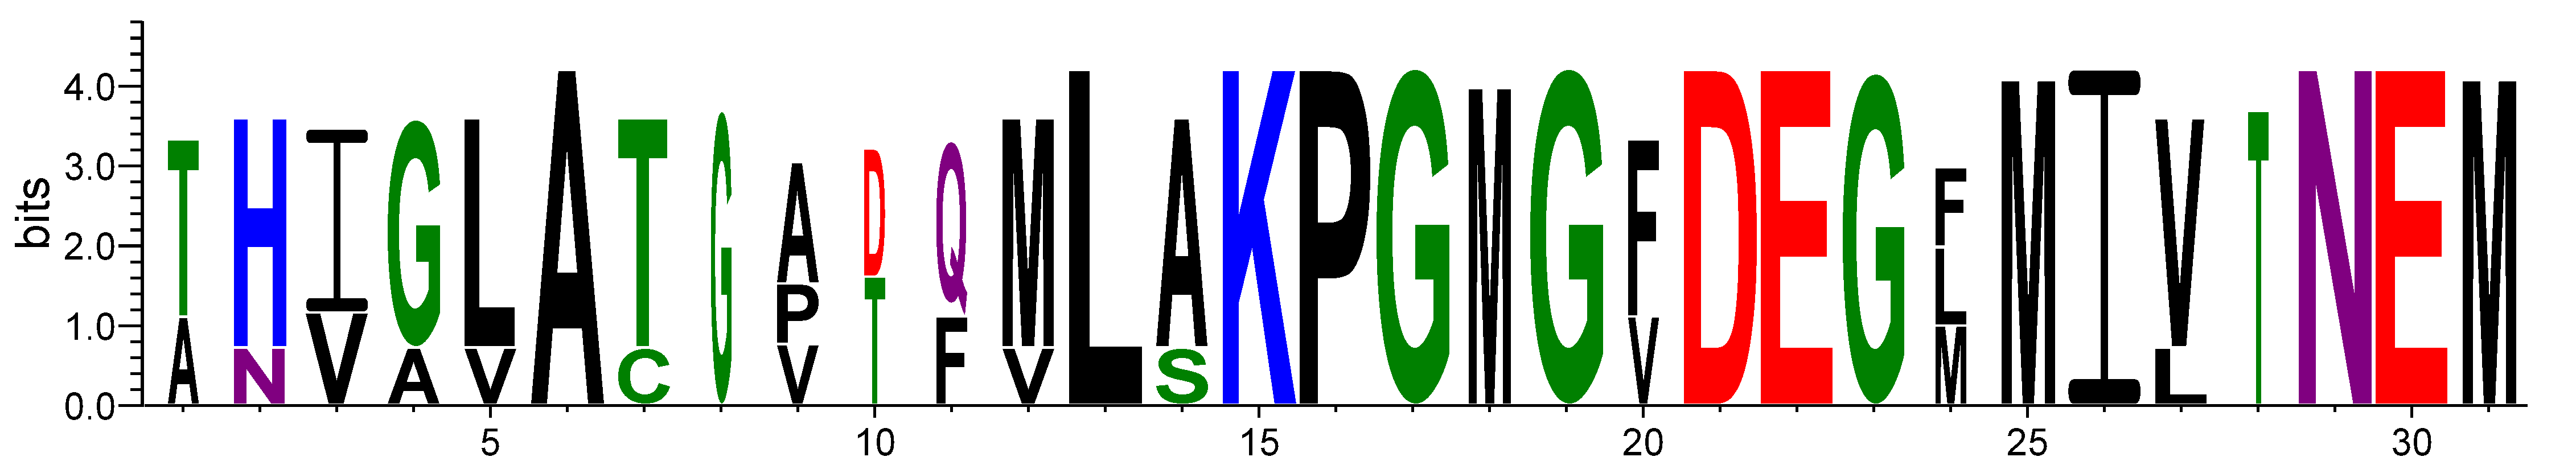 bits
4.0
3.0
2.0
1.0
0.0
T H I G L A T G A D Q M L A K P G M G F D E G F M I V T N E M
A N V A V C P T F V S V L L
V M
5 10 15 20 25 30